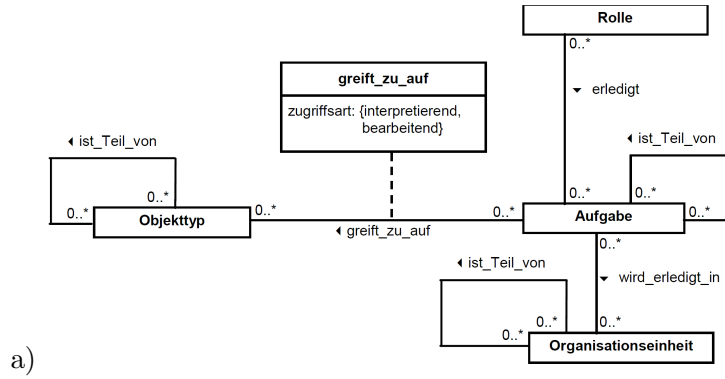 Rolle
0..*
greift_zu_auf
◄ erledigt
zugriffsart: {interpretierend,
bearbeitend}
◄ ist_Teil_von
◄ ist_Teil_von
0..*
0..*
0..*
0..*
0..*
0..*
0..*
0..*
Objekttyp
Aufgabe
◄ greift_zu_auf
0..*
◄ ist_Teil_von
wird_erledigt_in
0..*
0..*
0..*
Organisationseinheit
a)